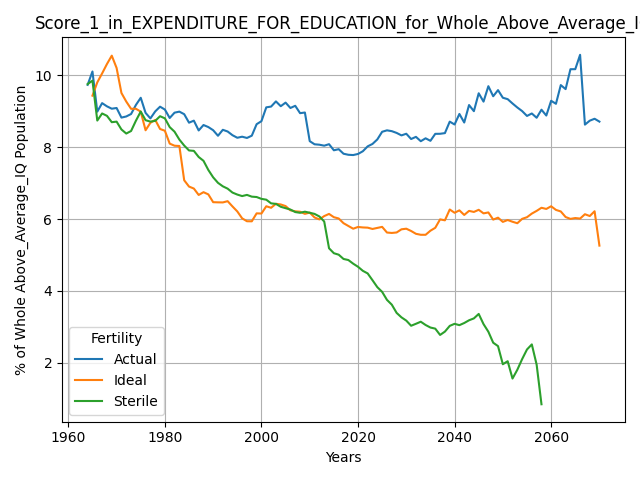 Score_1_in_EXPENDITURE_FOR_EDUCATION_for_Whole_Above_Average_I
% of Whole Above_Average_IQ Population
10
8
6
4
2
Fertility
Actual
Ideal
Sterile
1960
1980
2000
2020
2040
2060
Years